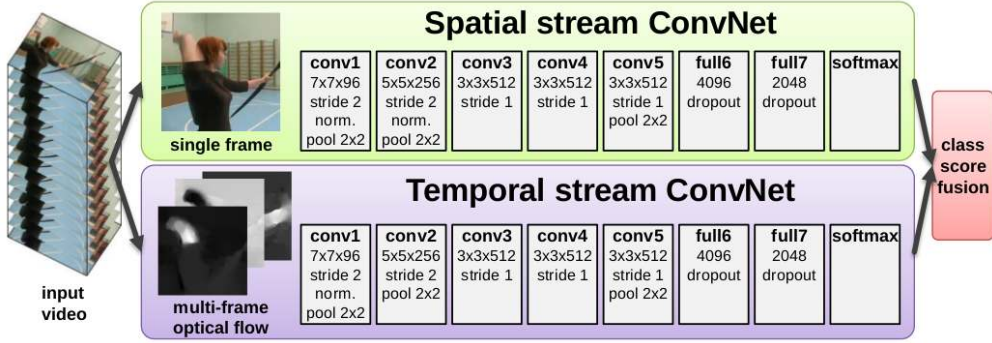 Spatial stream ConvNet
single frame
conv1
7x7x96
stride 2
norm.
pool 2x2
conv2
5x5x256
stride 2
norm.
pool 2x2
conv3
3x3x512
stride 1
conv4
3x3x512
stride 1
conv5
3x3x512
stride 1
pool 2x2
full6
4096
dropout
full7
2048
dropout
softmax
Temporal stream ConvNet
input
video
multi-frame
optical flow
conv1
7x7x96
stride 2
norm.
pool 2x2
conv2
5x5x256
stride 2
pool 2x2
conv3
3x3x512
stride 1
conv4
3x3x512
stride 1
conv5
3x3x512
stride 1
pool 2x2
full6
4096
dropout
full7
2048
dropout
softmax
class
score
fusion